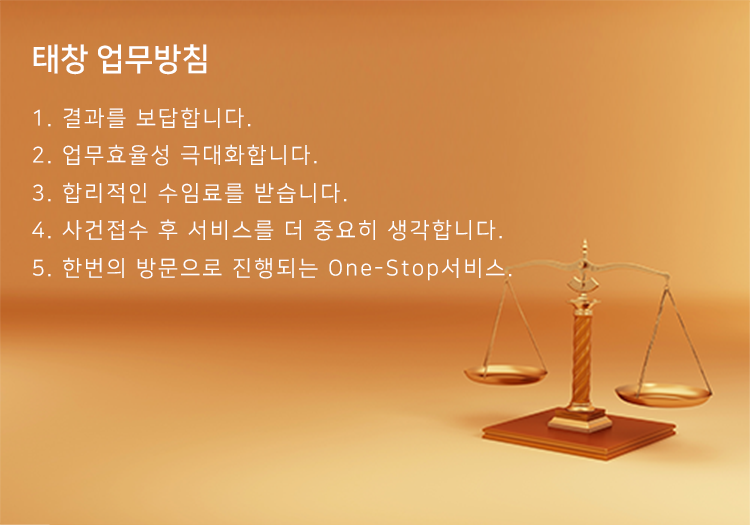 태창 업무방침
1. 결과를 보답합니다.
2. 업무효율성 극대화합니다.
3. 합리적인 수임료를 받습니다.
4. 사건접수 후 서비스를 더 중요히 생각합니다.
5. 한번의 방문으로 진행되는 One-Stop서비스.